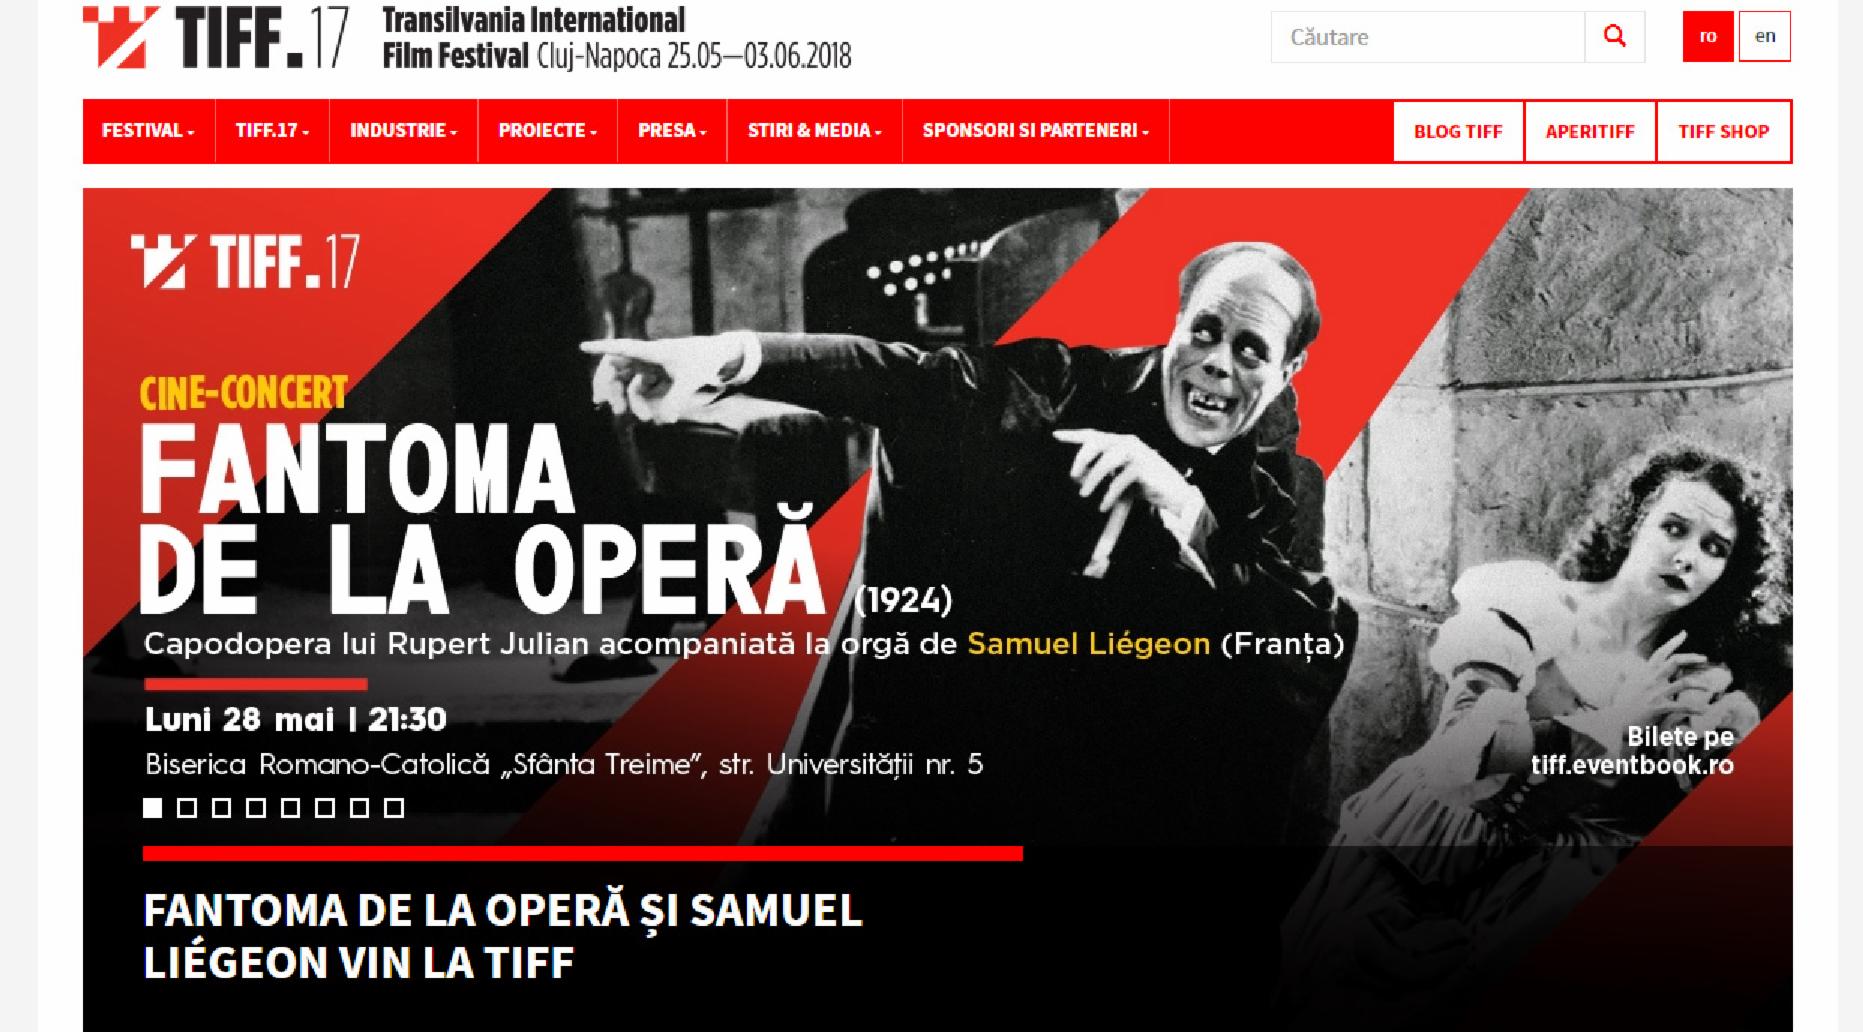 TIFF.17
Transilvania International
Film Festival Cluj-Napoca 25.05—03.06.2018
Căutare
ro
en
FESTIVAL
TIFF.17
INDUSTRIE
PROIECTE
PRESA
STIRI & MEDIA
SPONSORI SI PARTENERI
BLOG TIFF
APERITIFF
TIFF SHOP
TIFF.17
CINE-CONCERT
FANTOMA
DE LA OPERĂ (1924)
Capodopera lui Rupert Julian acompaniată la orgă de Samuel Liégeon (Franța)
Luni 28 mai | 21:30
Biserica Romano-Catolică „Sfânta Treime”, str. Universității nr. 5
Bilete pe
tiff.eventbook.ro
FANTOMA DE LA OPERĂ ȘI SAMUEL
LIÉGEON VIN LA TIFF